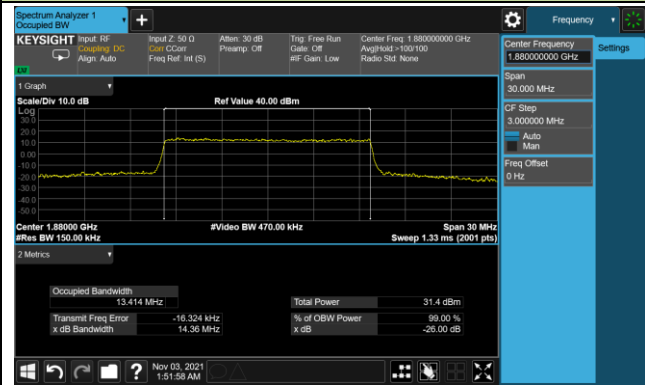 Spectrum Analyzer 1
Occupied BW
Frequency
KEYSIGHT
Input: RF
Coupling: DC
Align: Auto
Input Z: 50 Ω
Corr CCorr
Freq Ref: Int (S)
Atten: 30 dB
Preamp: Off
Trig: Free Run
Gate: Off
#IF Gain: Low
Center Freq: 1.880000000 GHz
Avg|Hold:>100/100
Radio Std: None
Center Frequency
1.880000000 GHz
Settings
Span
30.000 MHz
CF Step
3.000000 MHz
Auto
Man
Freq Offset
0 Hz
1 Graph
Scale/Div 10.0 dB
Ref Value 40.00 dBm
Log
30.0
20.0
10.0
0.00
-10.0
-20.0
-30.0
-40.0
-50.0
Center 1.88000 GHz
#Video BW 470.00 kHz
Span 30 MHz
#Res BW 150.00 kHz
Sweep 1.33 ms (2001 pts)
2 Metrics
Occupied Bandwidth
13.414 MHz
Total Power
31.4 dBm
Transmit Freq Error
-16.324 kHz
% of OBW Power
99.00 %
x dB Bandwidth
14.36 MHz
x dB
-26.00 dB
Nov 03, 2021
1:51:58 AM